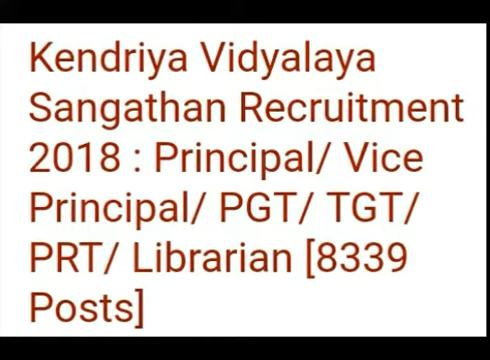 Kendriya Vidyalaya
Sangathan Recruitment
2018 : Principal/ Vice
Principal/ PGT/ TGT/
PRT/ Librarian [8339
Posts]